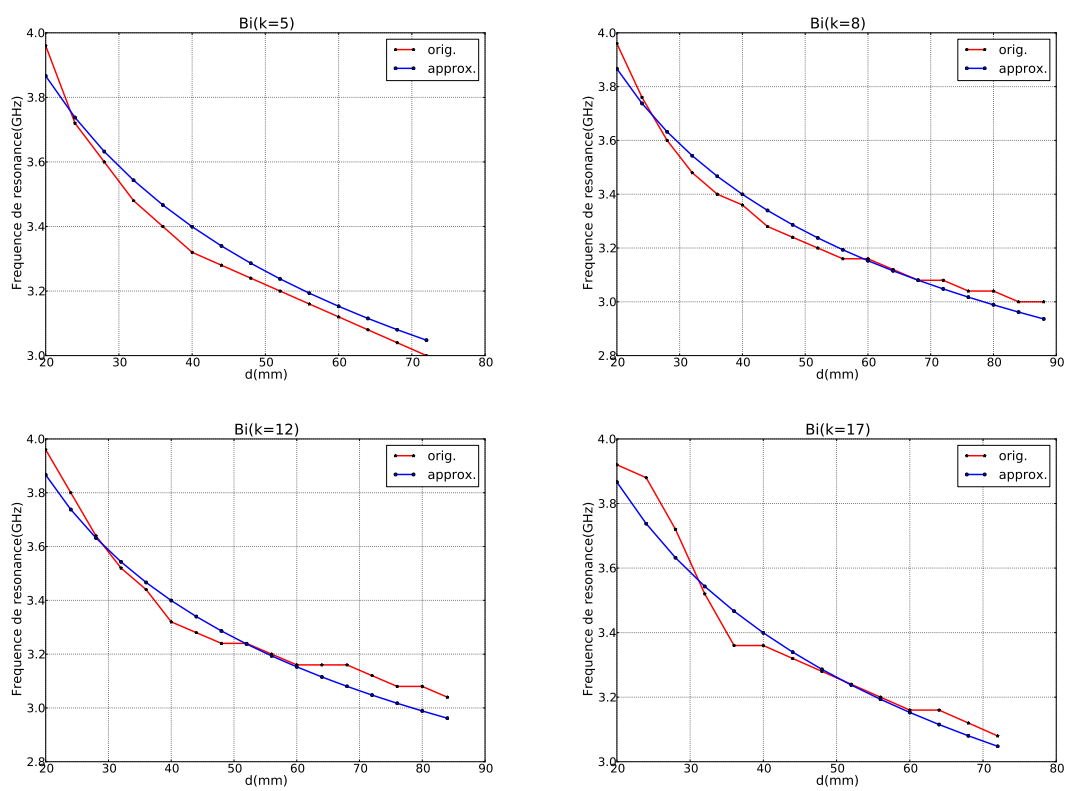 Bi(k=5)
4.0
3.8
3.6
3.4
3.2
3.0
Frequence de resonance(GHz)
orig.
approx.
20 30 40 50 60 70 80
d(mm)
Bi(k=8)
4.0
3.8
3.6
3.4
3.2
3.0
2.8
Frequence de resonance(GHz)
orig.
approx.
20 30 40 50 60 70 80 90
d(mm)
Bi(k=12)
4.0
3.8
3.6
3.4
3.2
3.0
2.8
Frequence de resonance(GHz)
orig.
approx.
20 30 40 50 60 70 80 90
d(mm)
Bi(k=17)
4.0
3.8
3.6
3.4
3.2
3.0
Frequence de resonance(GHz)
orig.
approx.
20 30 40 50 60 70 80
d(mm)